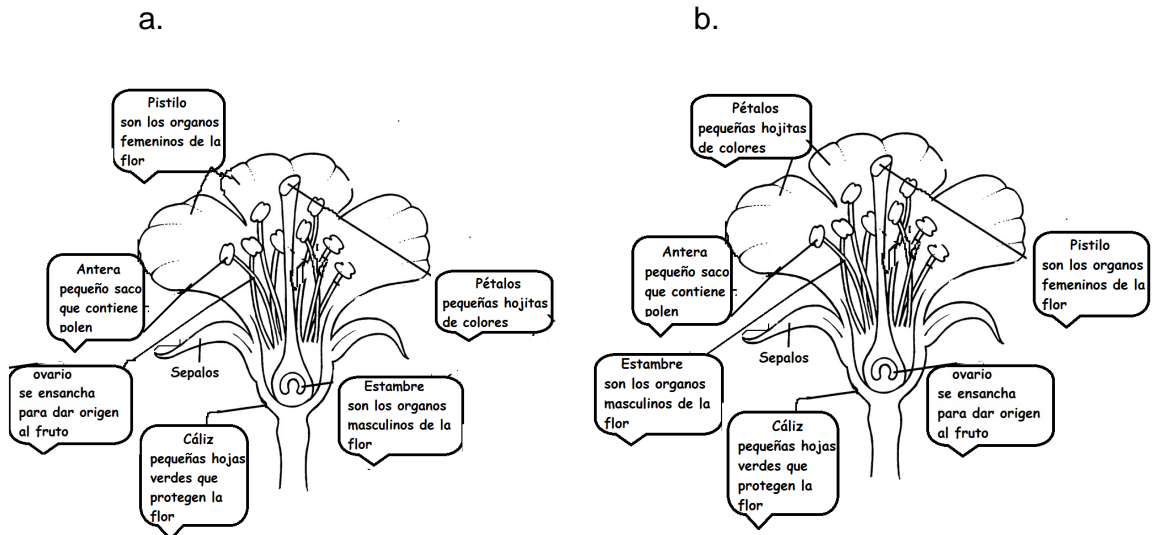 a.
Pistilo
son los organos
femeninos de la
flor
Antera
pequeño saco
que contiene
polen
Pétalos
pequeñas hojitas
de colores
Sepalos
ovario
se ensancha
para dar origen
al fruto
Estambre
son los organos
masculinos de la
flor
Cáliz
pequeñas hojas
verdes que
protegen la
flor
b.
Pétalos
pequeñas hojitas
de colores
Antera
pequeño saco
que contiene
polen
Pistilo
son los organos
femeninos de la
flor
Sepalos
Estambre
son los organos
masculinos de la
flor
ovario
se ensancha
para dar origen
al fruto
Cáliz
pequeñas hojas
verdes que
protegen la
flor